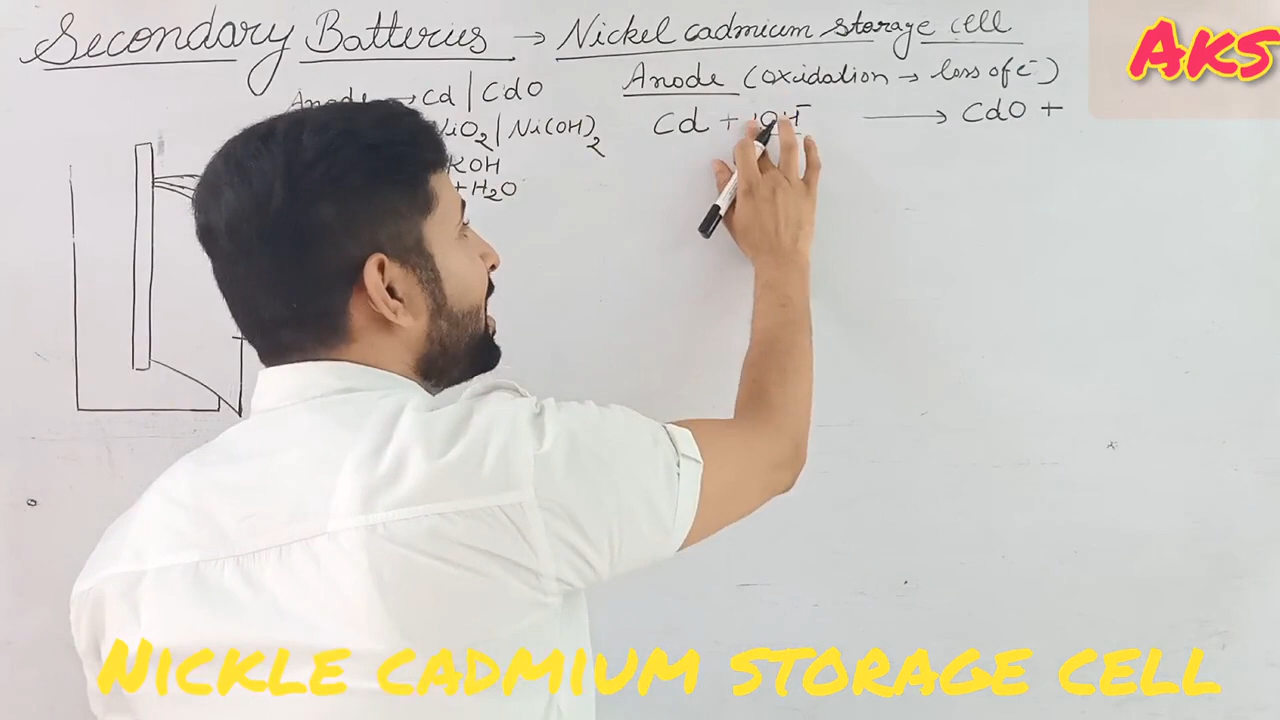 Secondary Batteries → Nickel cadmium storage cell
Aks
Anode → Cd | CdO
NiO2 | Ni(OH)2
KOH
+ H2O
Anode (Oxidation → loss of e⁻)
Cd + OH⁻ → CdO +
NICKLE CADMIUM STORAGE CELL